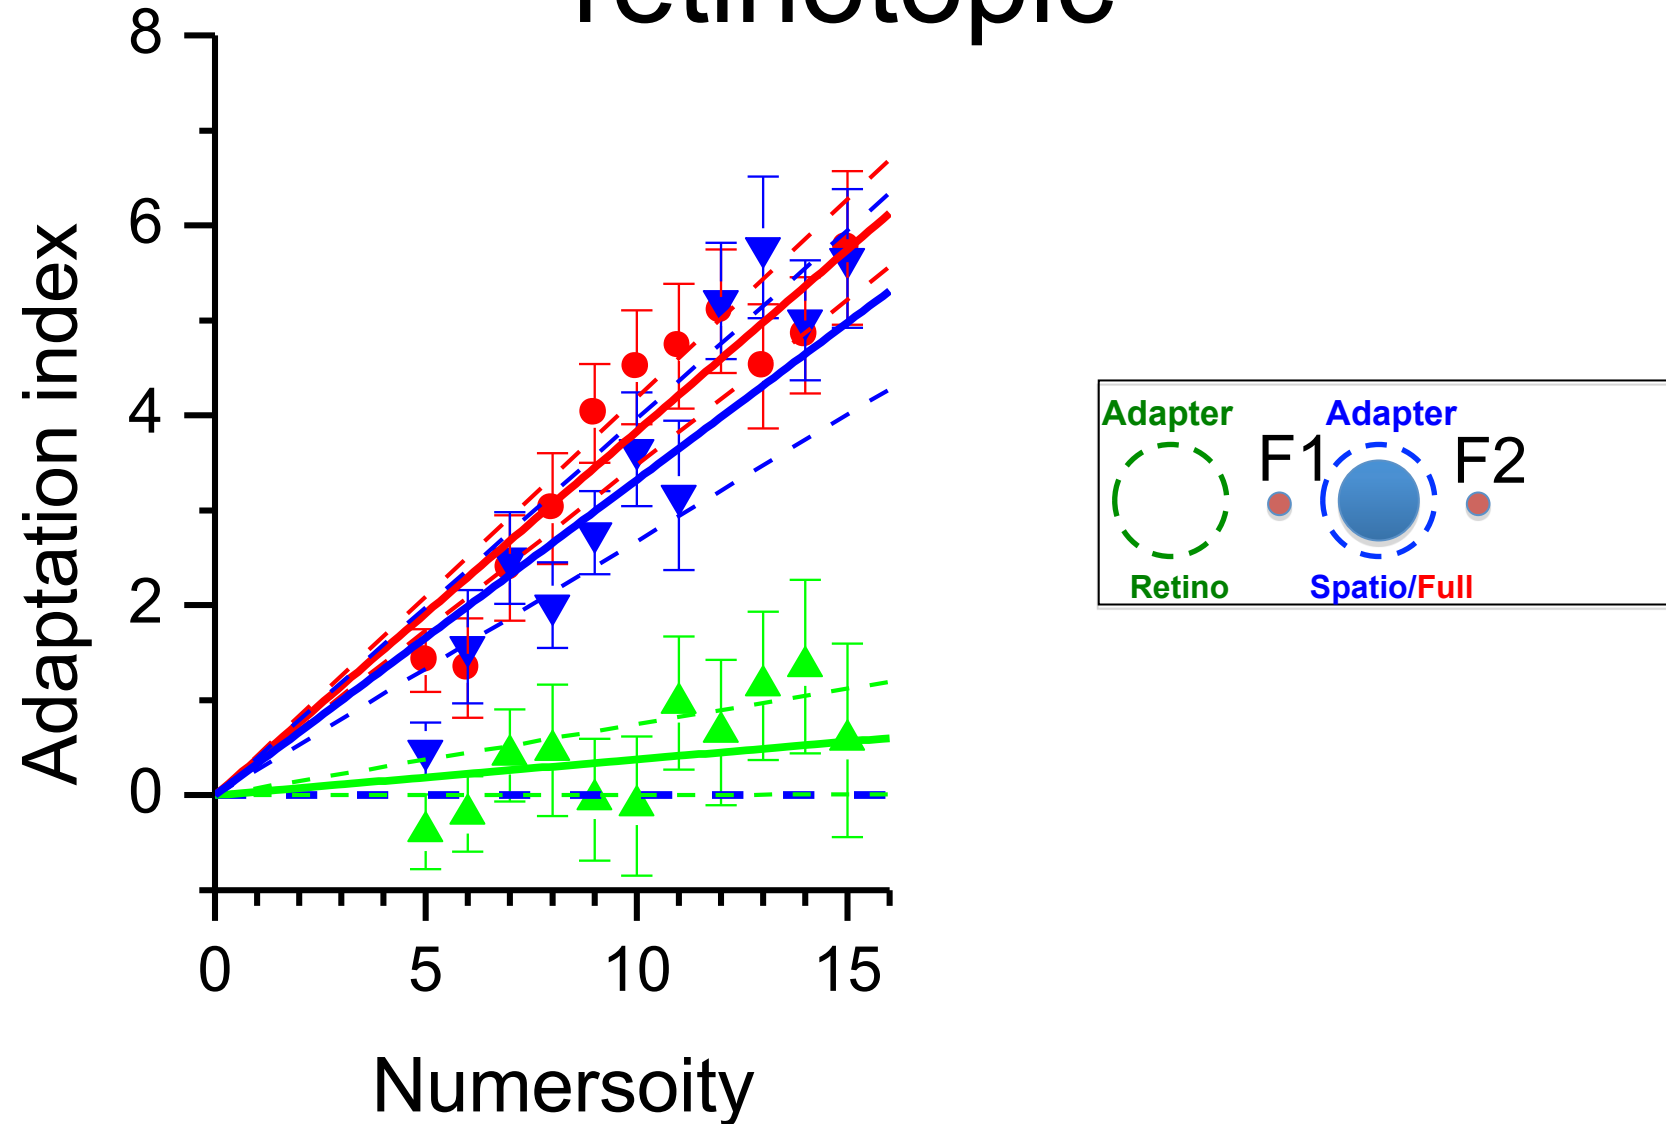 retinotopic
8
6
4
2
0
Adaptation index
0 5 10 15
Numersoity
Adapter Adapter
F1 F2
Retino Spatio/Full